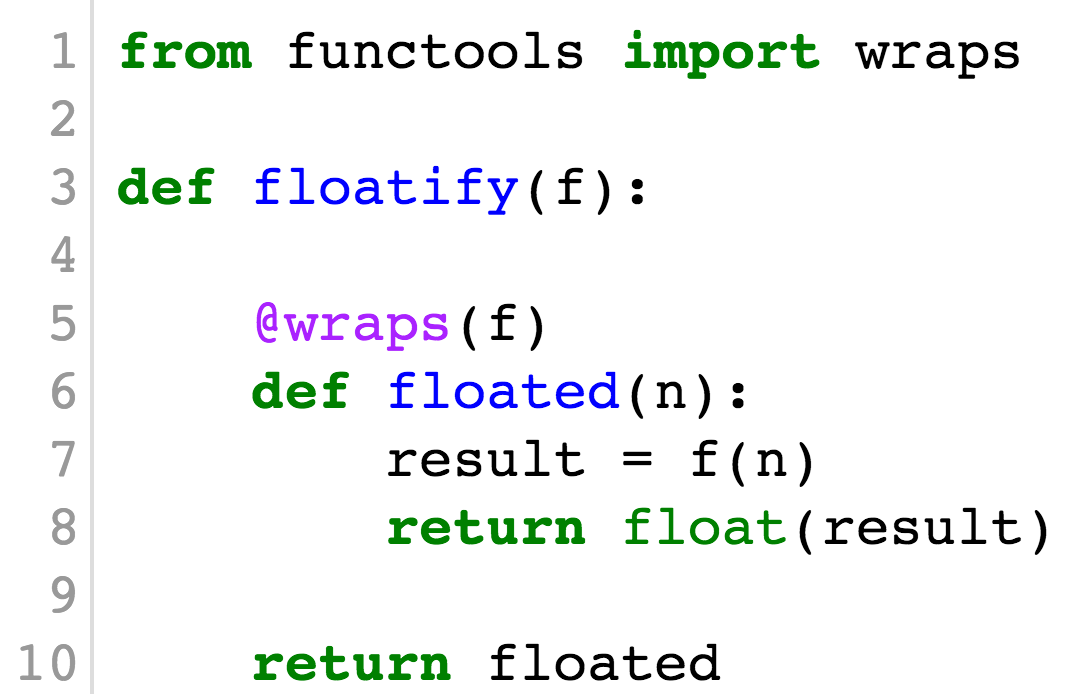 1 from functools import wraps
2
3 def floatify(f):
4
5     @wraps(f)
6     def floated(n):
7         result = f(n)
8         return float(result)
9
10     return floated